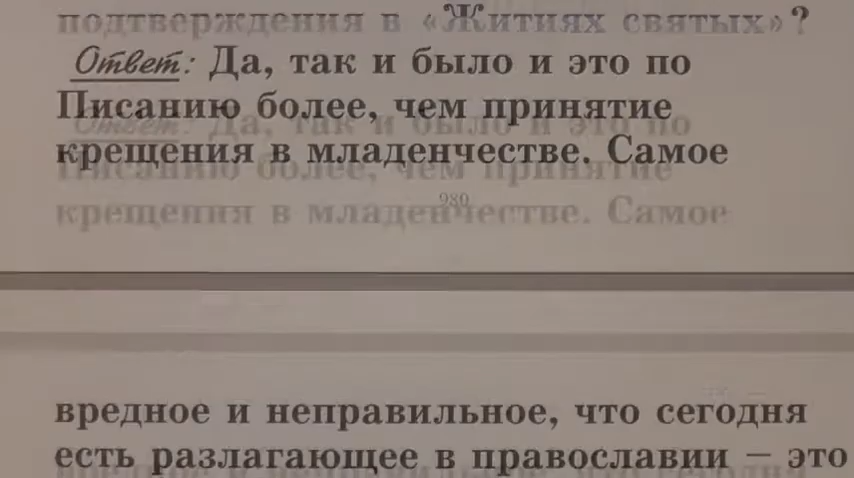 подтверждения в «Житиях святых»?
Ответ: Да, так и было и это по
Писанию более, чем принятие
крещения в младенчестве. Самое
980
вредное и неправильное, что сегодня
есть разлагающее в православии – это